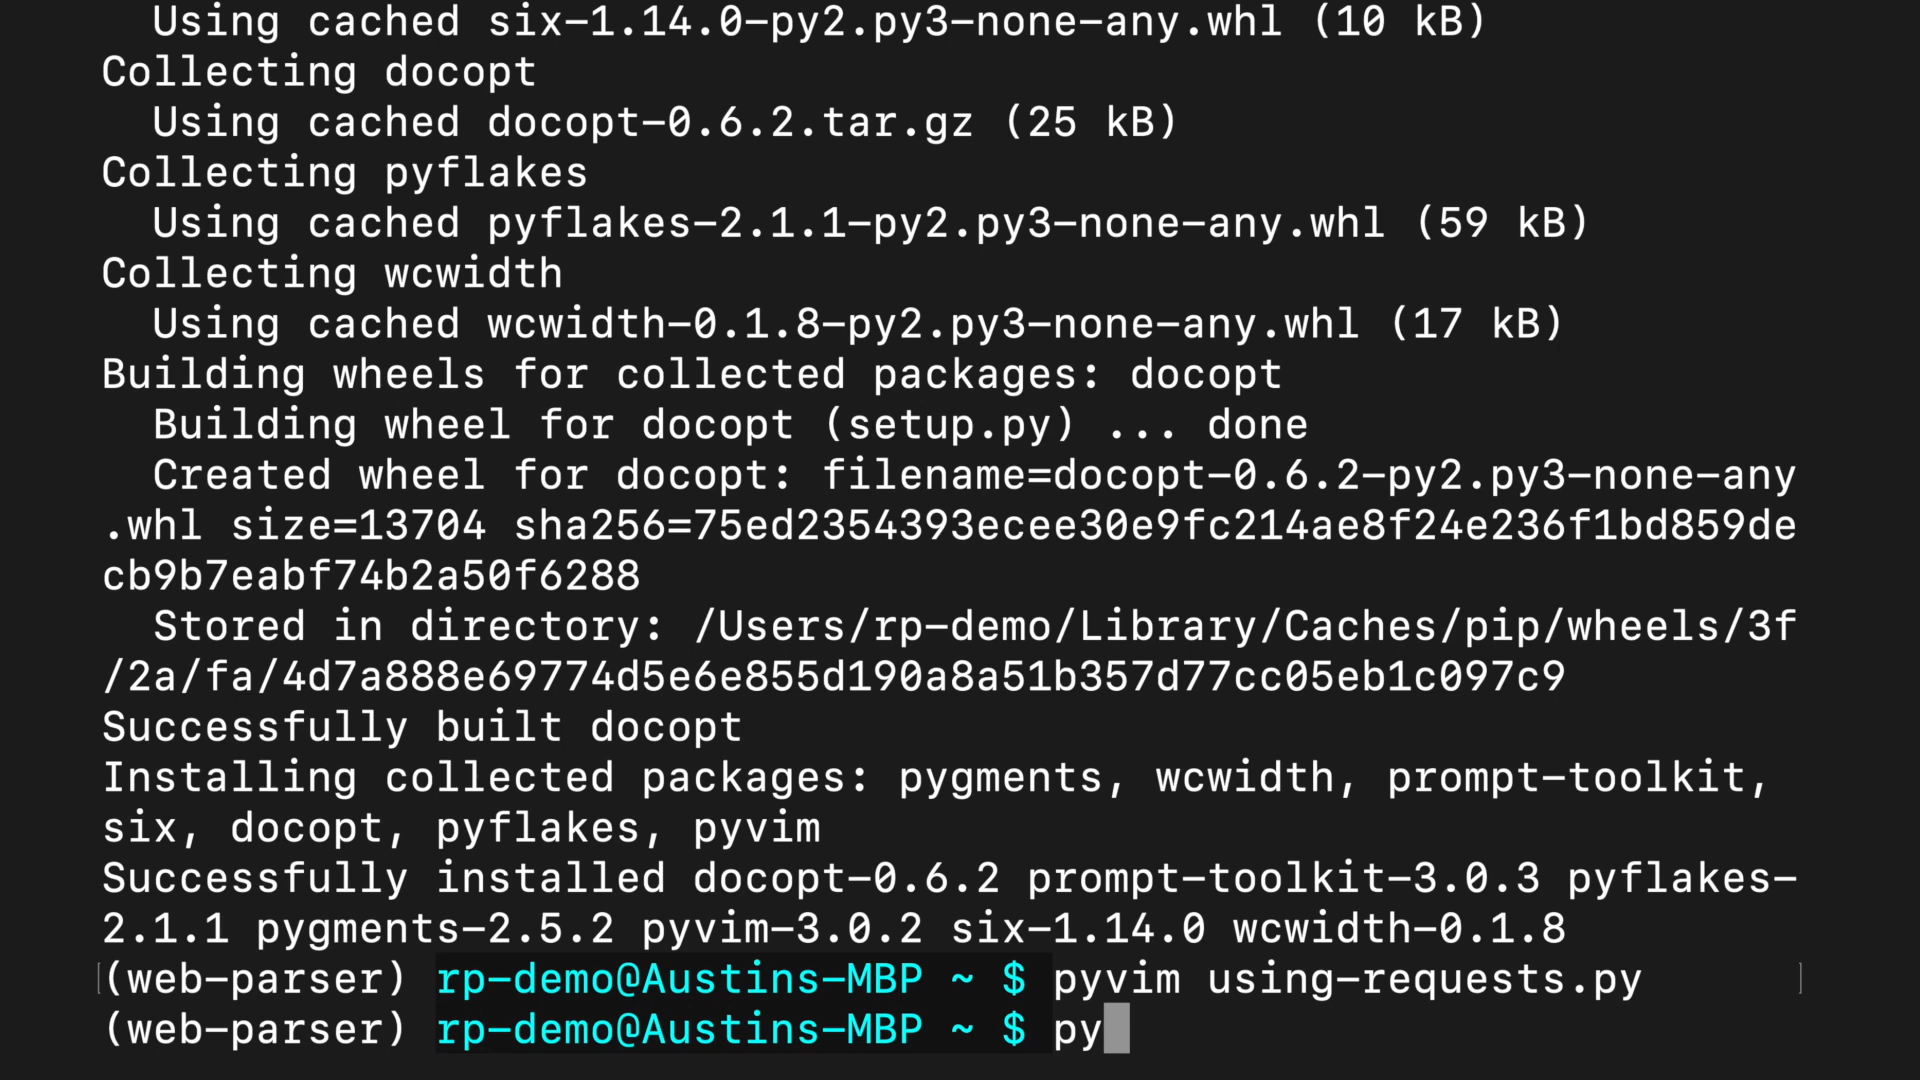 Using cached six-1.14.0-py2.py3-none-any.whl (10 kB)
Collecting docopt
Using cached docopt-0.6.2.tar.gz (25 kB)
Collecting pyflakes
Using cached pyflakes-2.1.1-py2.py3-none-any.whl (59 kB)
Collecting wcwidth
Using cached wcwidth-0.1.8-py2.py3-none-any.whl (17 kB)
Building wheels for collected packages: docopt
Building wheel for docopt (setup.py) ... done
Created wheel for docopt: filename=docopt-0.6.2-py2.py3-none-any
.whl size=13704 sha256=75ed2354393ecee30e9fc214ae8f24e236f1bd859de
cb9b7eabf74b2a50f6288
Stored in directory: /Users/rp-demo/Library/Caches/pip/wheels/3f
/2a/fa/4d7a888e69774d5e6e855d190a8a51b357d77cc05eb1c097c9
Successfully built docopt
Installing collected packages: pygments, wcwidth, prompt-toolkit,
six, docopt, pyflakes, pyvim
Successfully installed docopt-0.6.2 prompt-toolkit-3.0.3 pyflakes-
2.1.1 pygments-2.5.2 pyvim-3.0.2 six-1.14.0 wcwidth-0.1.8
(web-parser) rp-demo@Austins-MBP ~ $ pyvim using-requests.py
(web-parser) rp-demo@Austins-MBP ~ $ py